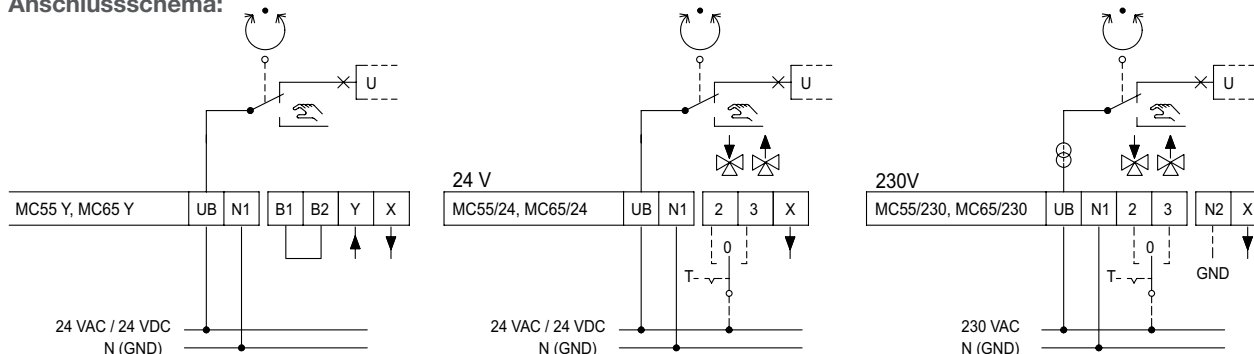 Anschlussschema:
U
MC55 Y, MC65 Y UB N1 B1 B2 Y X
24 VAC / 24 VDC
N (GND)
U
24 V
MC55/24, MC65/24 UB N1 2 3 X
0
T
24 VAC / 24 VDC
N (GND)
U
230V
MC55/230, MC65/230 UB N1 2 3 N2 X
0
T
GND
230 VAC
N (GND)